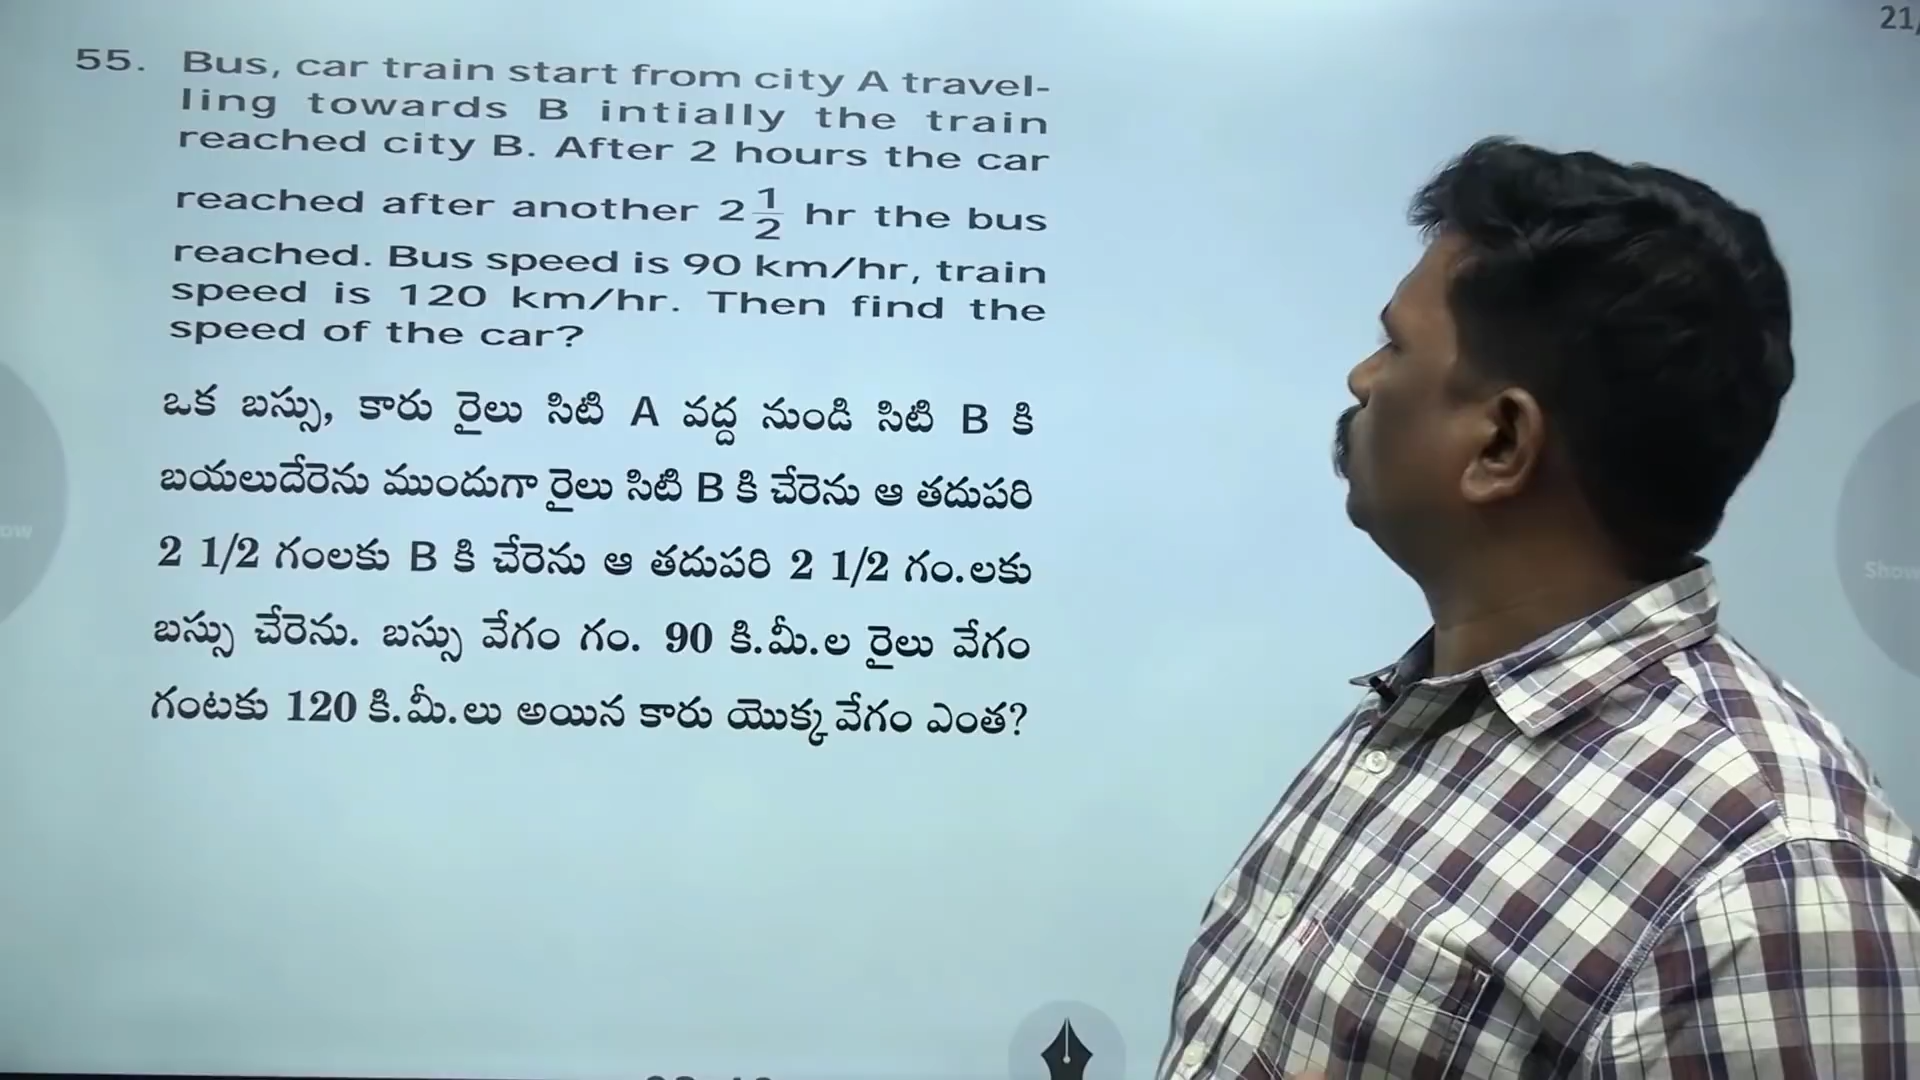 21,
55. Bus, car train start from city A travel-
ling towards B intially the train
reached city B. After 2 hours the car
reached after another 2 1/2 hr the bus
reached. Bus speed is 90 km/hr, train
speed is 120 km/hr. Then find the
speed of the car?
ఒక బస్సు, కారు రైలు సిటి A వద్ద నుండి సిటి B కి
బయలుదేరెను ముందుగా రైలు సిటి B కి చేరెను ఆ తదుపరి
2 1/2 గంలకు B కి చేరెను ఆ తదుపరి 2 1/2 గం.లకు
బస్సు చేరెను. బస్సు వేగం గం. 90 కి.మీ.ల రైలు వేగం
గంటకు 120 కి.మీ.లు అయిన కారు యొక్క వేగం ఎంత?
Show